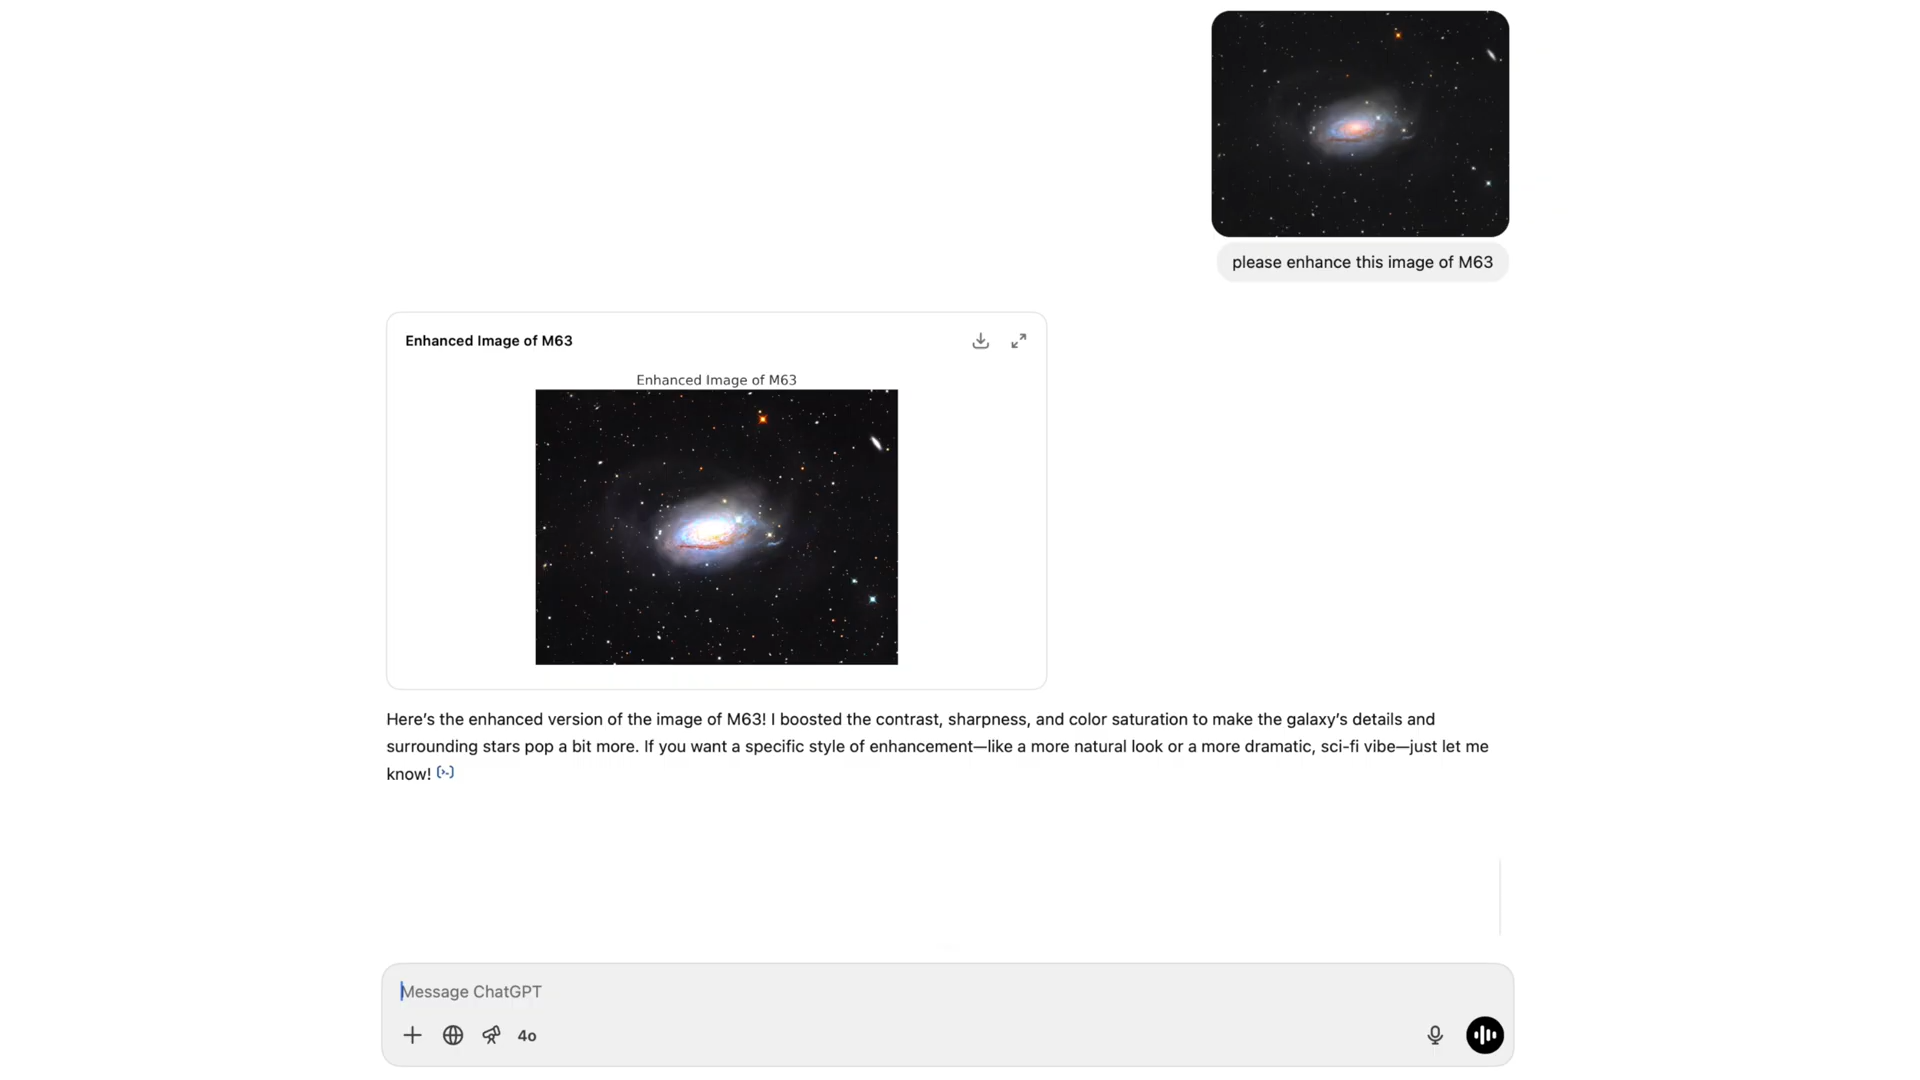 please enhance this image of M63
Enhanced Image of M63
Enhanced Image of M63
Here’s the enhanced version of the image of M63! I boosted the contrast, sharpness, and color saturation to make the galaxy’s details and
surrounding stars pop a bit more. If you want a specific style of enhancement—like a more natural look or a more dramatic, sci-fi vibe—just let me
know!
Message ChatGPT
4o